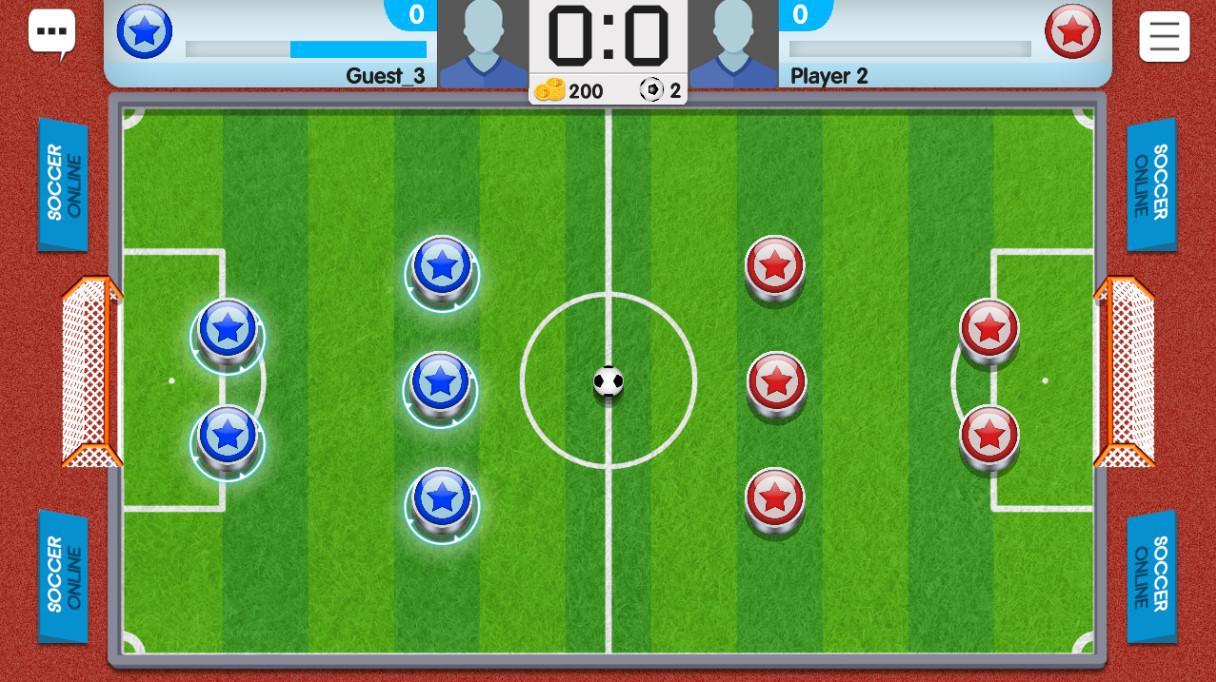 0
0:0
0
Guest_3
Player 2
200
2
SOCCER
ONLINE
SOCCER
ONLINE
SOCCER
ONLINE
SOCCER
ONLINE